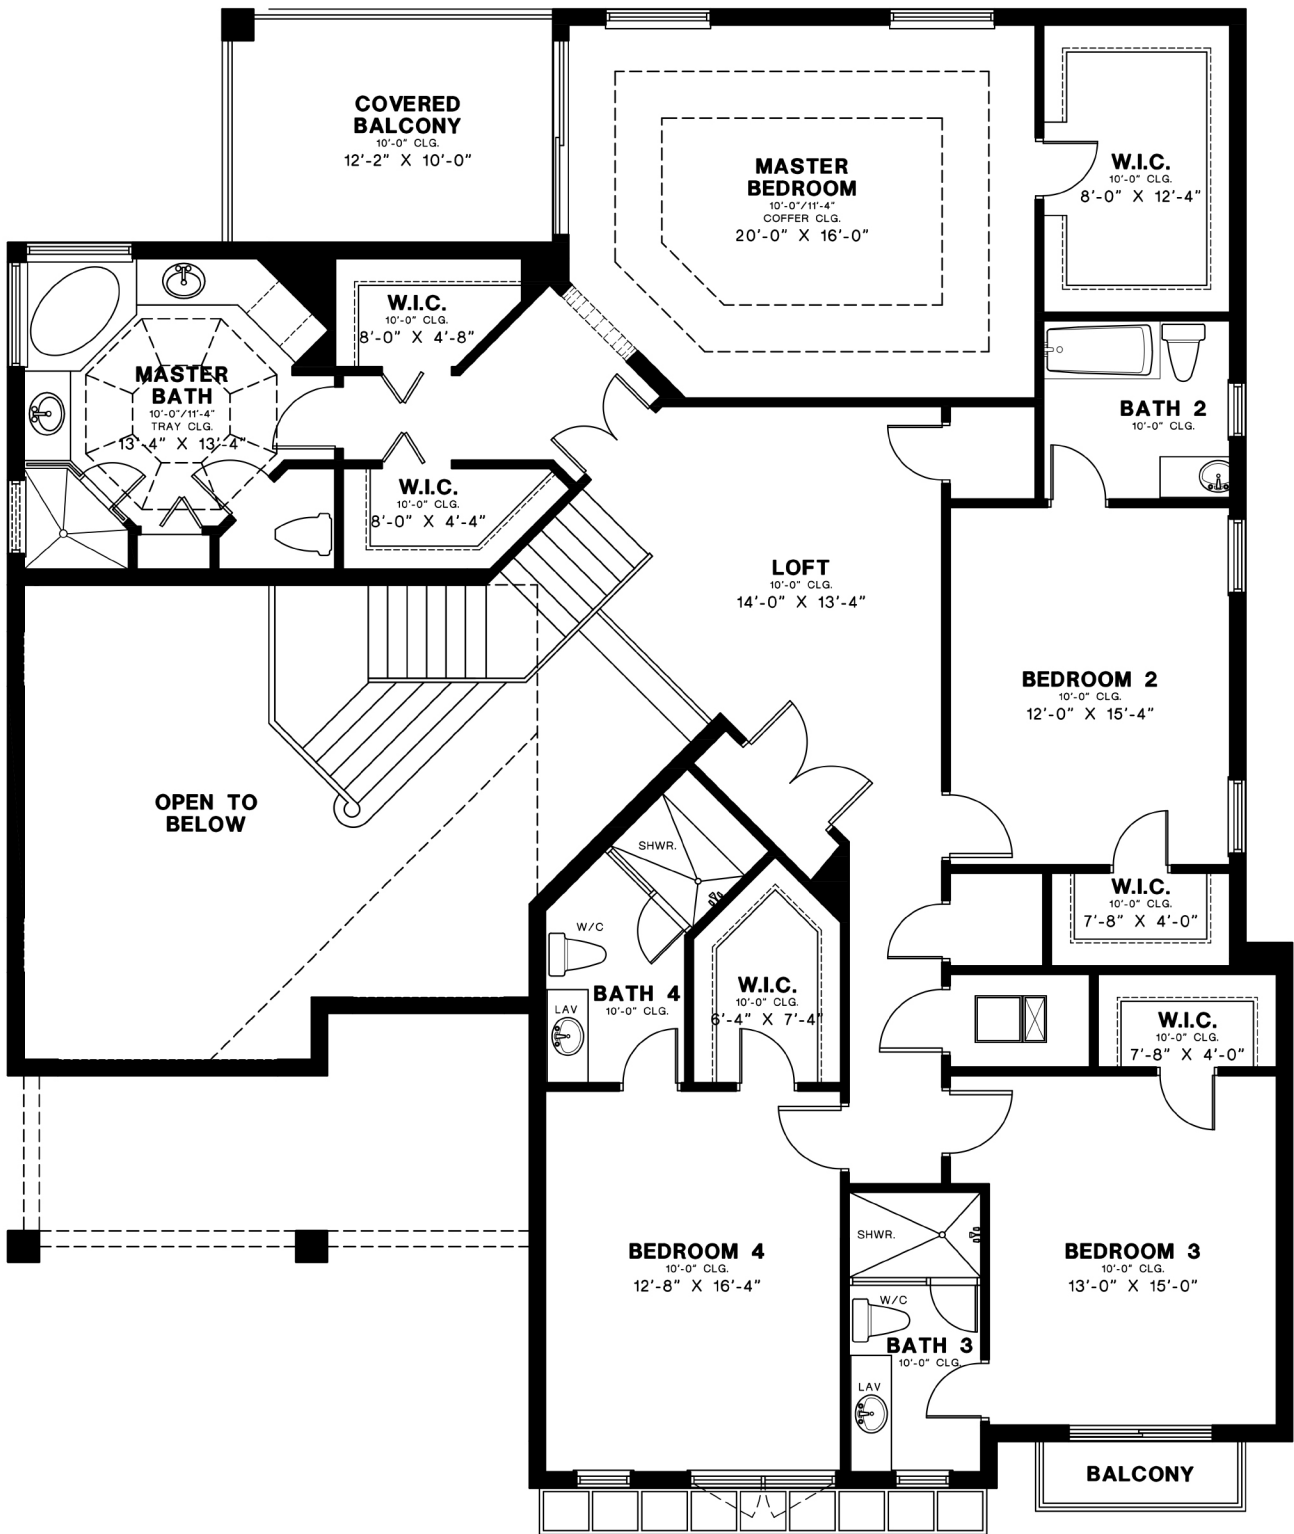 COVERED
BALCONY
10'-0" CLG.
12'-2" X 10'-0"
MASTER
BEDROOM
10'-0"/11'-4"
COFFER CLG.
20'-0" X 16'-0"
W.I.C.
10'-0" CLG.
8'-0" X 12'-4"
W.I.C.
10'-0" CLG.
8'-0" X 4'-8"
MASTER
BATH
10'-0"/11'-4"
TRAY CLG.
13'-4" X 13'-4"
BATH 2
10'-0" CLG.
W.I.C.
10'-0" CLG.
8'-0" X 4'-4"
LOFT
10'-0" CLG.
14'-0" X 13'-4"
BEDROOM 2
10'-0" CLG.
12'-0" X 15'-4"
OPEN TO
BELOW
SHWR.
W.I.C.
10'-0" CLG.
7'-8" X 4'-0"
W/C
BATH 4
10'-0" CLG.
LAV
W.I.C.
10'-0" CLG.
6'-4" X 7'-4"
W.I.C.
10'-0" CLG.
7'-8" X 4'-0"
BEDROOM 4
10'-0" CLG.
12'-8" X 16'-4"
SHWR.
BEDROOM 3
10'-0" CLG.
13'-0" X 15'-0"
W/C
BATH 3
10'-0" CLG.
LAV
BALCONY